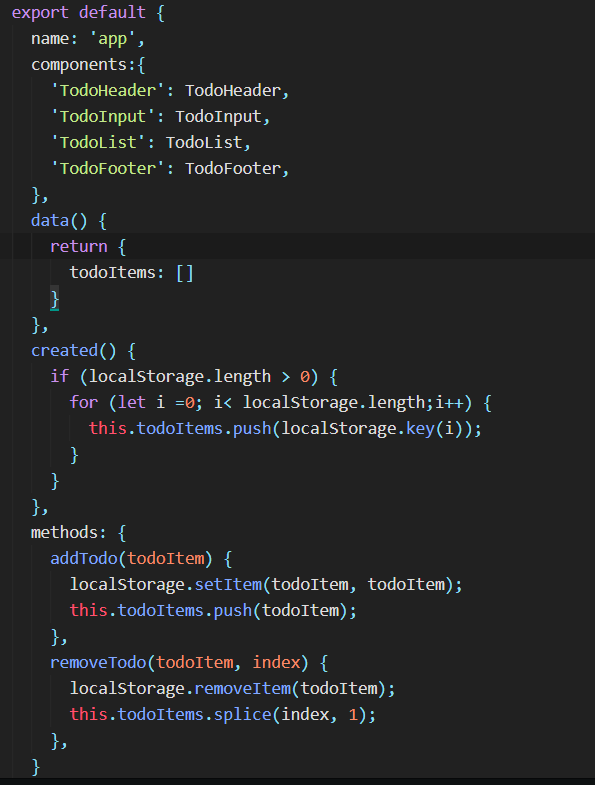 export default {
  name: 'app',
  components:{
    'TodoHeader': TodoHeader,
    'TodoInput': TodoInput,
    'TodoList': TodoList,
    'TodoFooter': TodoFooter,
  },
  data() {
    return {
      todoItems: []
    }
  },
  created() {
    if (localStorage.length > 0) {
      for (let i =0; i< localStorage.length;i++) {
        this.todoItems.push(localStorage.key(i));
      }
    }
  },
  methods: {
    addTodo(todoItem) {
      localStorage.setItem(todoItem, todoItem);
      this.todoItems.push(todoItem);
    },
    removeTodo(todoItem, index) {
      localStorage.removeItem(todoItem);
      this.todoItems.splice(index, 1);
    },
  }